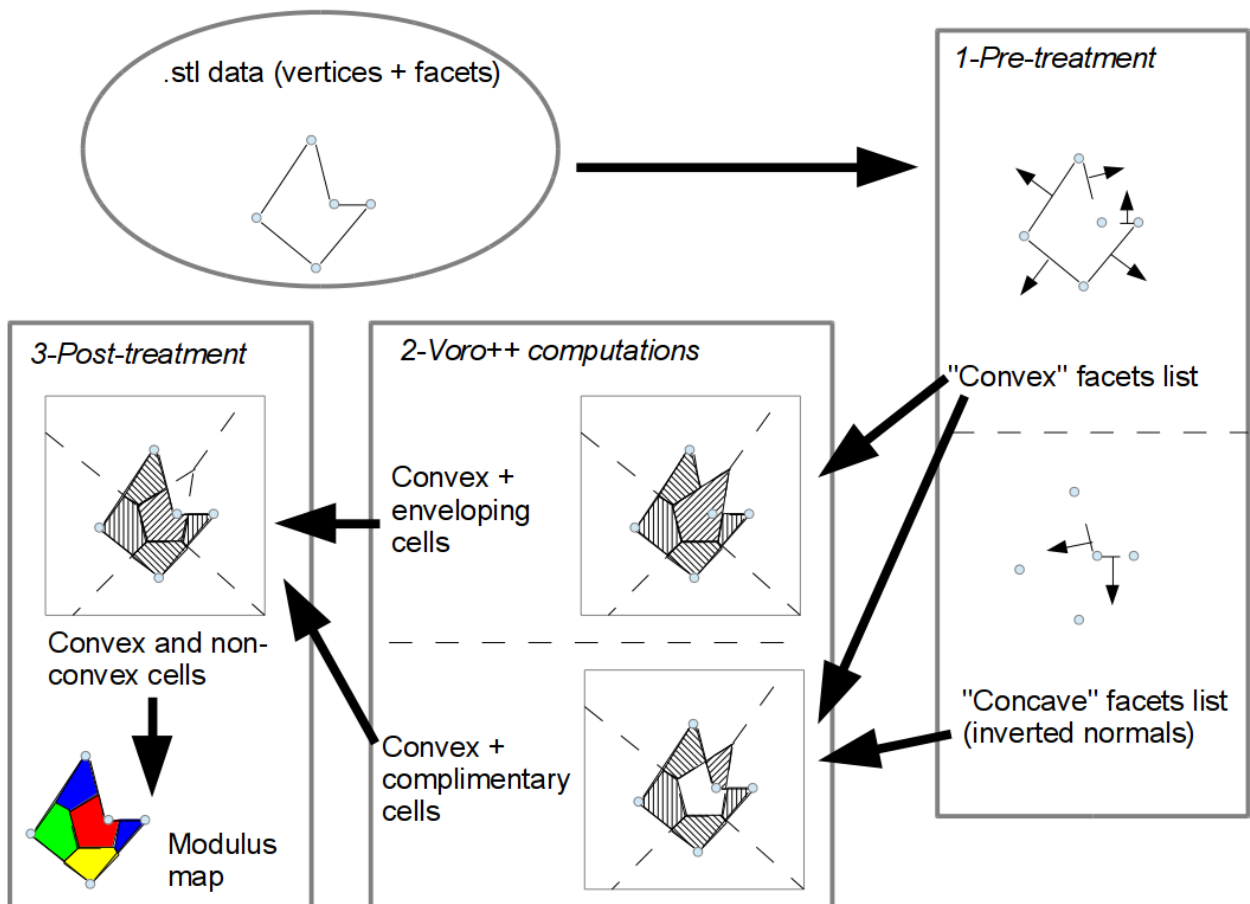 .stl data (vertices + facets)
1-Pre-treatment
"Convex" facets list
"Concave" facets list
(inverted normals)
2-Voro++ computations
Convex +
enveloping
cells
Convex +
complimentary
cells
3-Post-treatment
Convex and non-
convex cells
Modulus
map